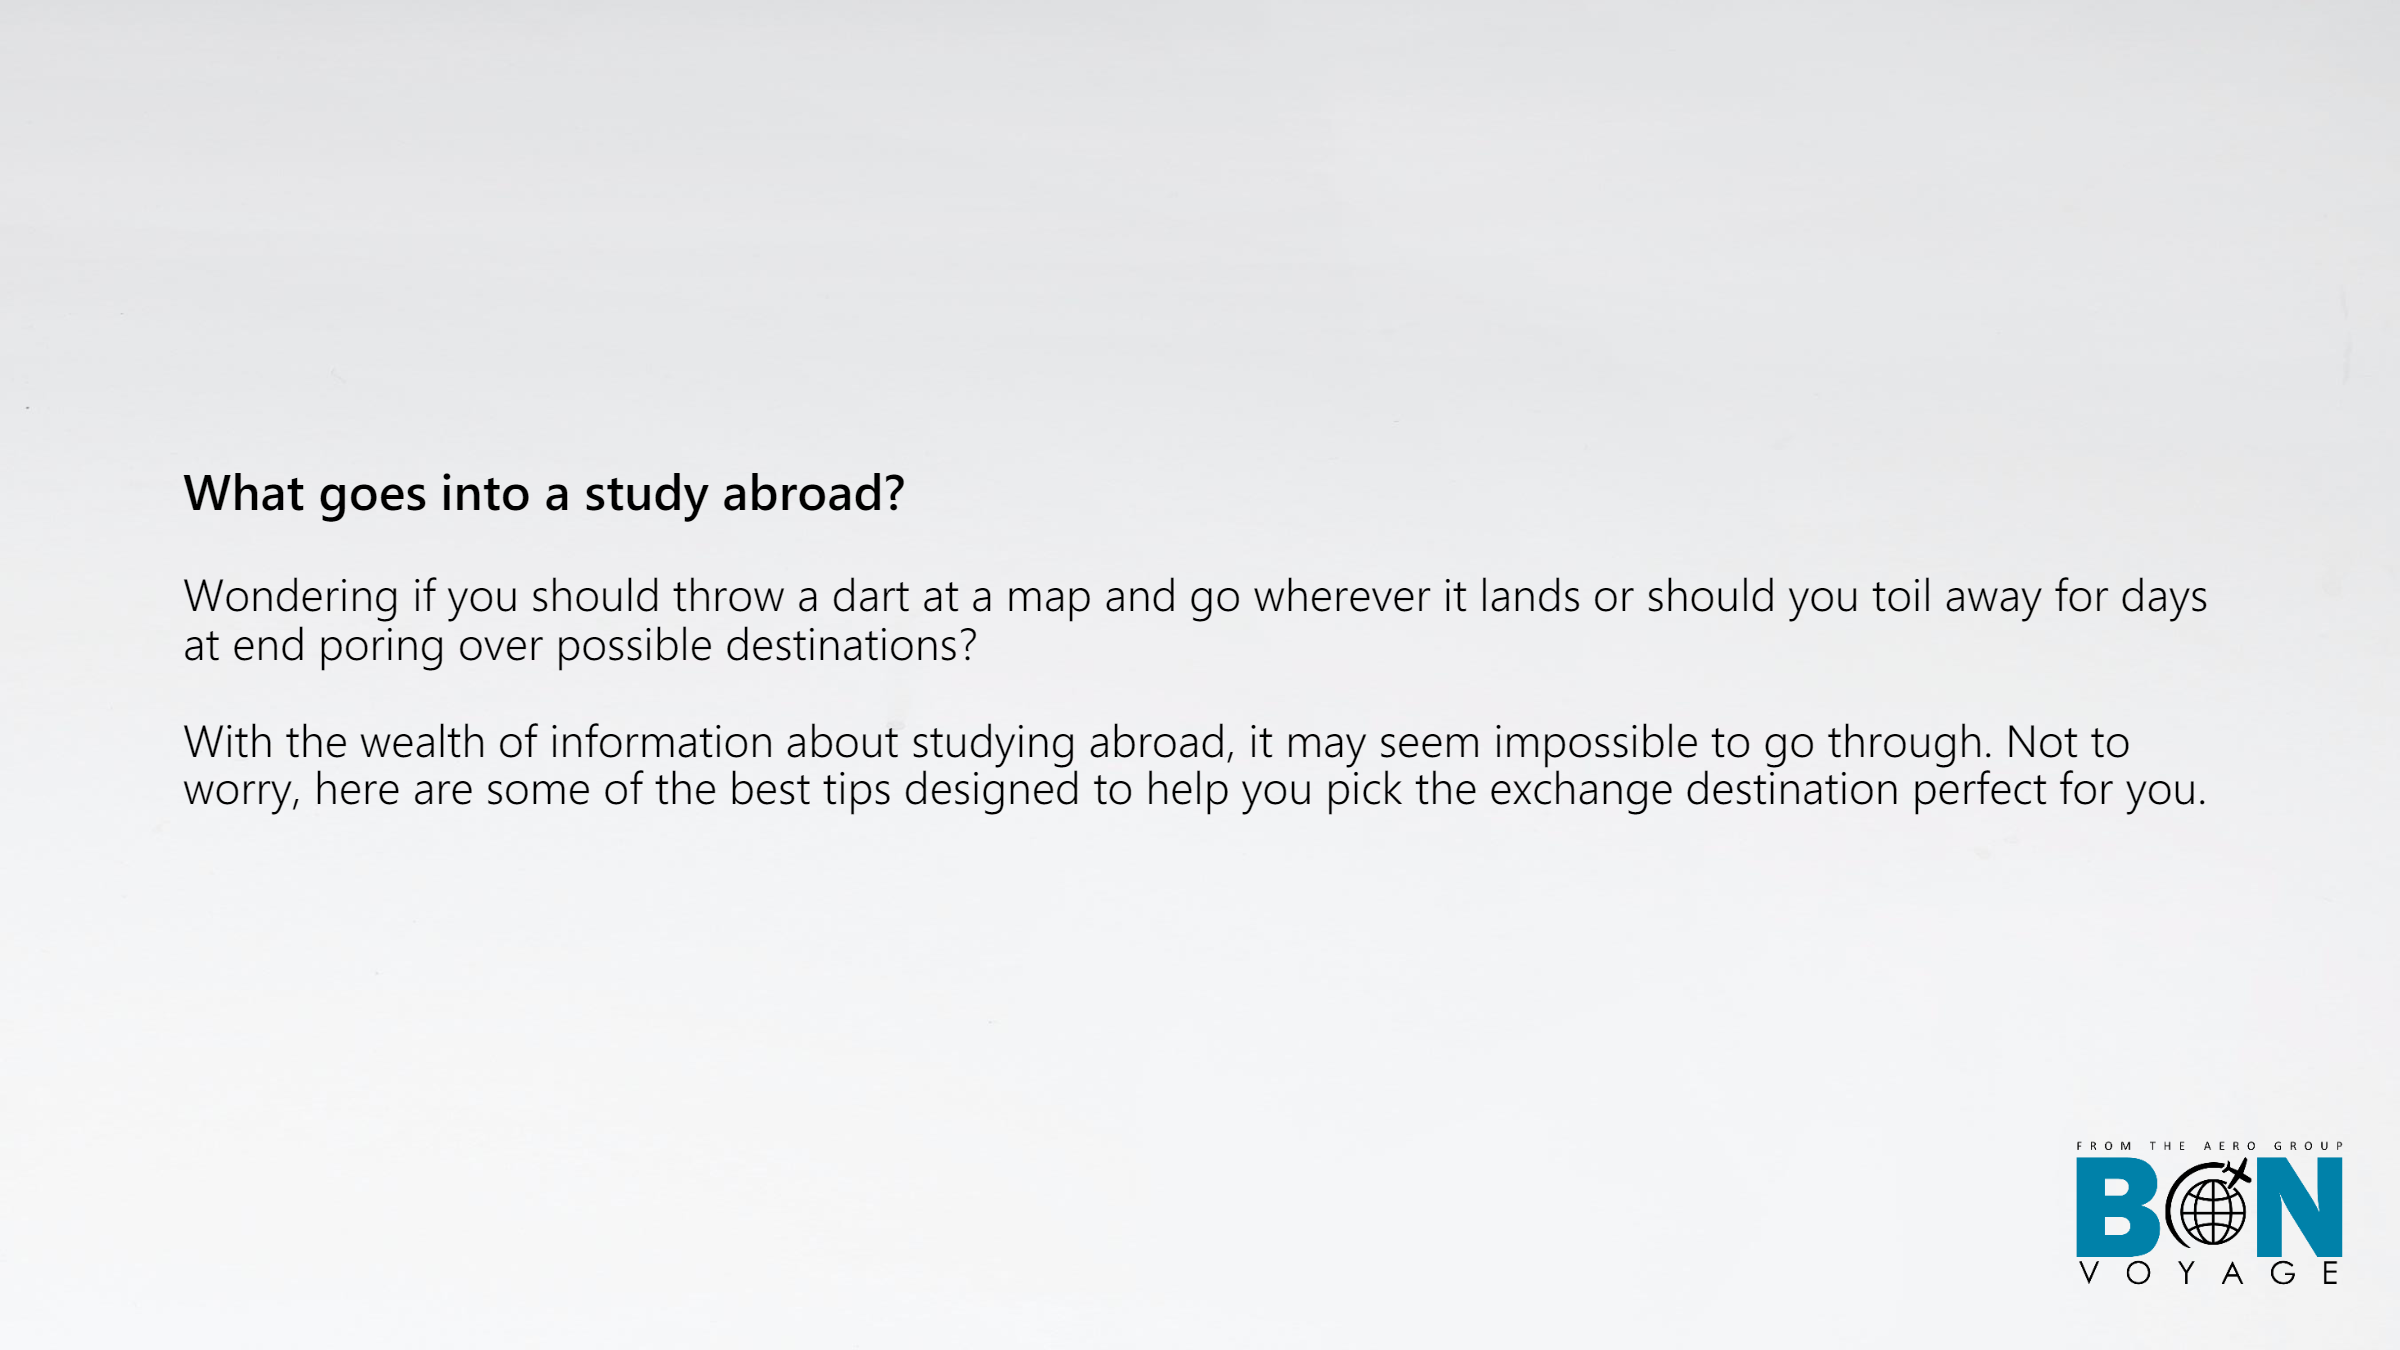 What goes into a study abroad?
Wondering if you should throw a dart at a map and go wherever it lands or should you toil away for days
at end poring over possible destinations?
With the wealth of information about studying abroad, it may seem impossible to go through. Not to
worry, here are some of the best tips designed to help you pick the exchange destination perfect for you.
FROM THE AERO GROUP
BON
VOYAGE